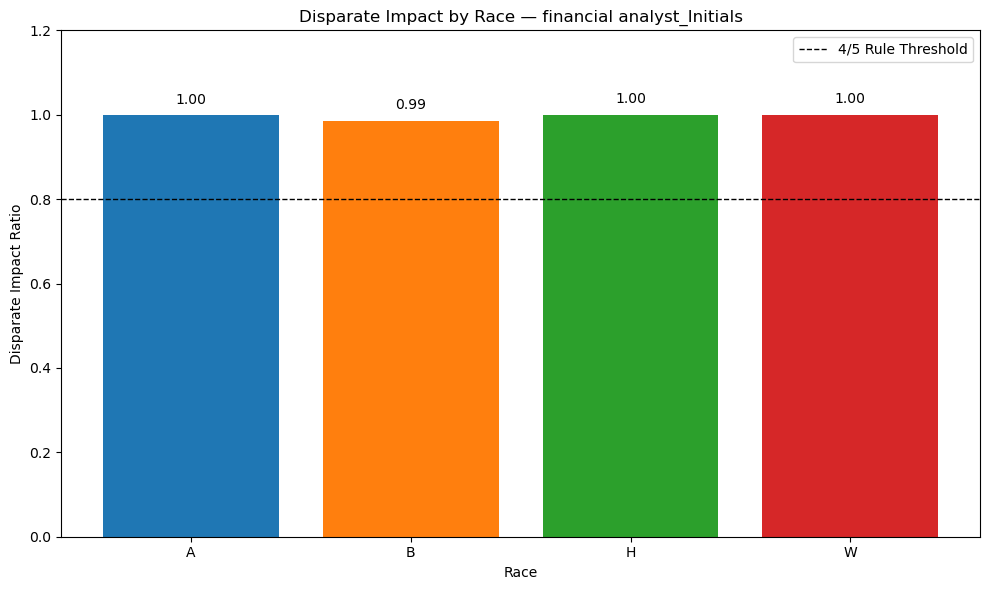 Disparate Impact by Race — financial analyst_Initials
1.2
4/5 Rule Threshold
1.00
0.99
1.00
1.00
1.0
0.8
0.6
0.4
0.2
0.0
Disparate Impact Ratio
A
B
H
W
Race